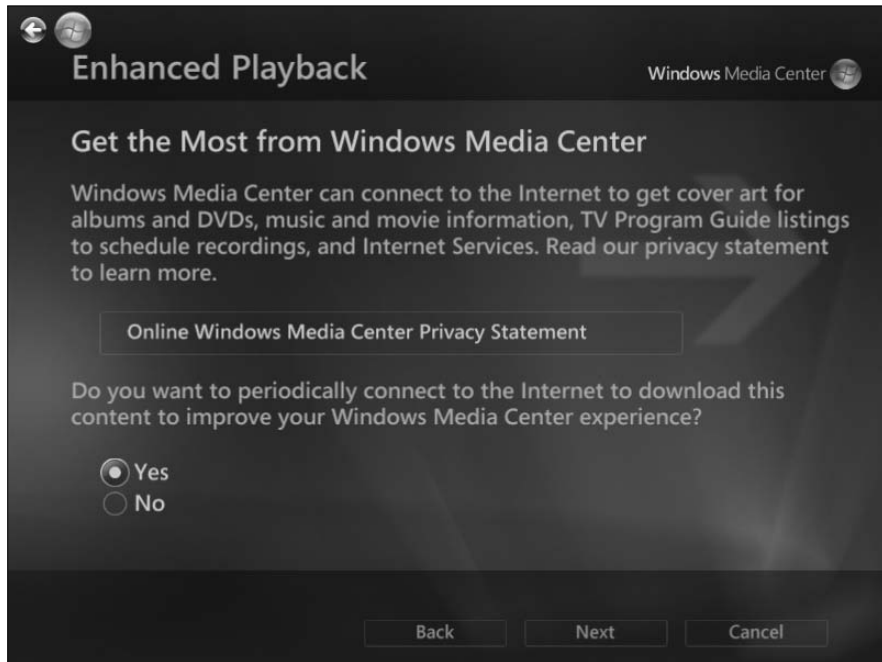 Enhanced Playback
Windows Media Center
Get the Most from Windows Media Center
Windows Media Center can connect to the Internet to get cover art for
albums and DVDs, music and movie information, TV Program Guide listings
to schedule recordings, and Internet Services. Read our privacy statement
to learn more.
Online Windows Media Center Privacy Statement
Do you want to periodically connect to the Internet to download this
content to improve your Windows Media Center experience?
Yes
No
Back Next Cancel